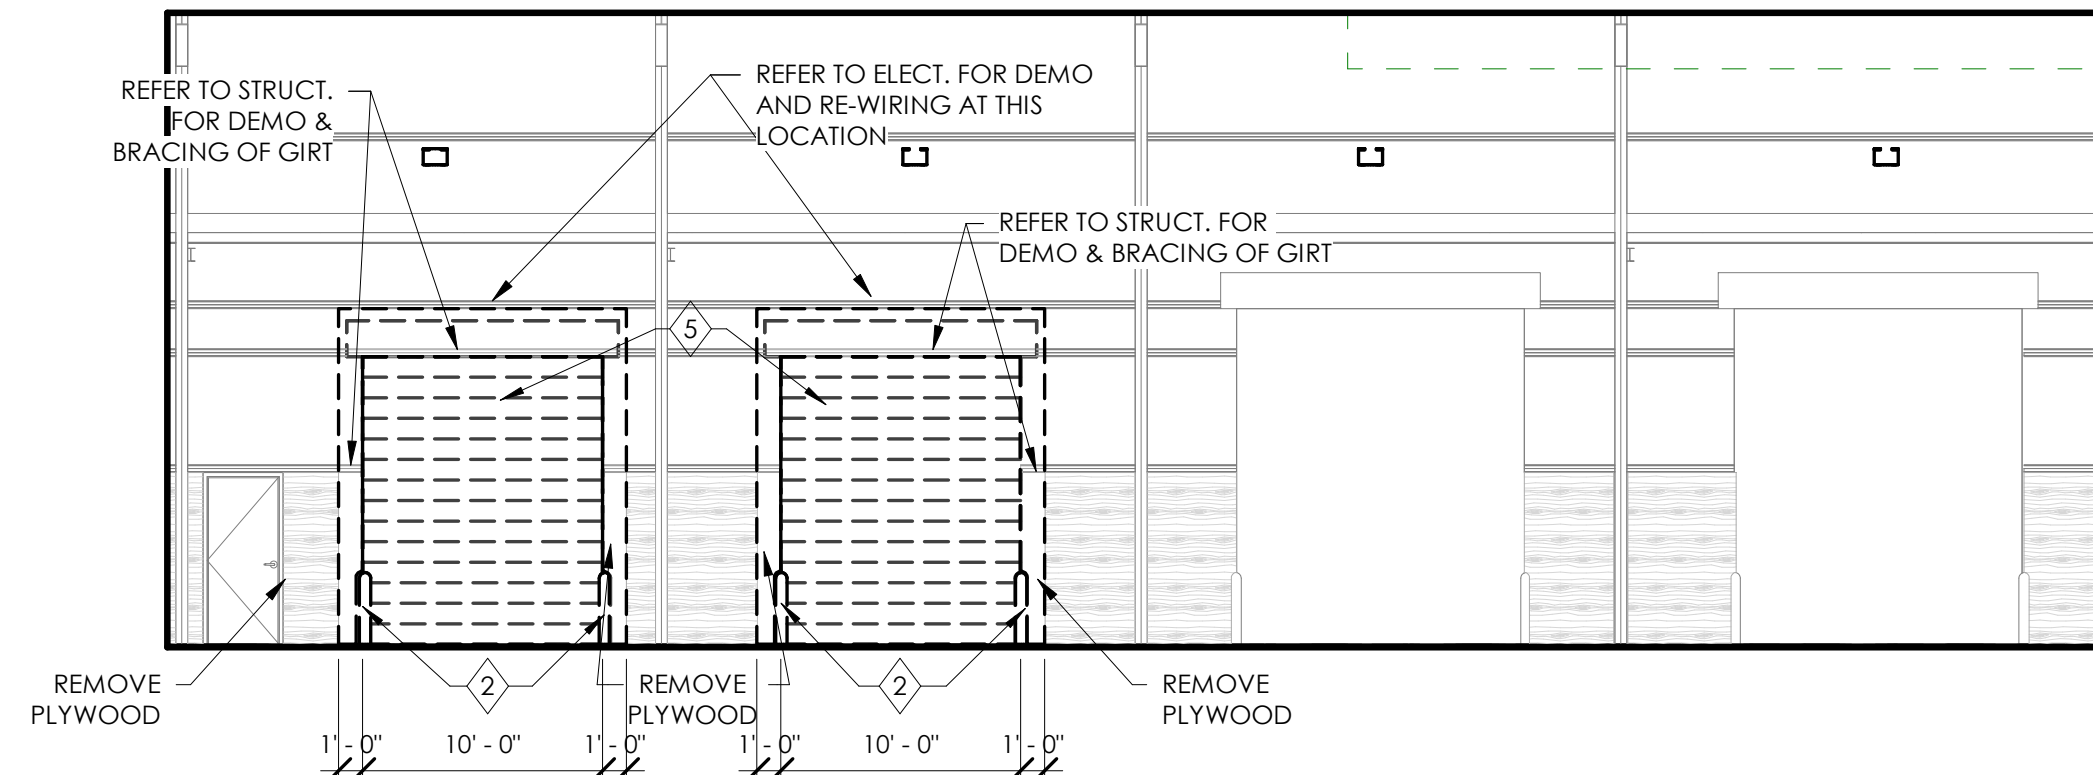 REFER TO STRUCT.
FOR DEMO &
BRACING OF GIRT
REFER TO ELECT. FOR DEMO
AND RE-WIRING AT THIS
LOCATION
REFER TO STRUCT. FOR
DEMO & BRACING OF GIRT
5
REMOVE
PLYWOOD
2
REMOVE
PLYWOOD
2
REMOVE
PLYWOOD
1' - 0"
10' - 0"
1' - 0"
1' - 0"
10' - 0"
1' - 0"